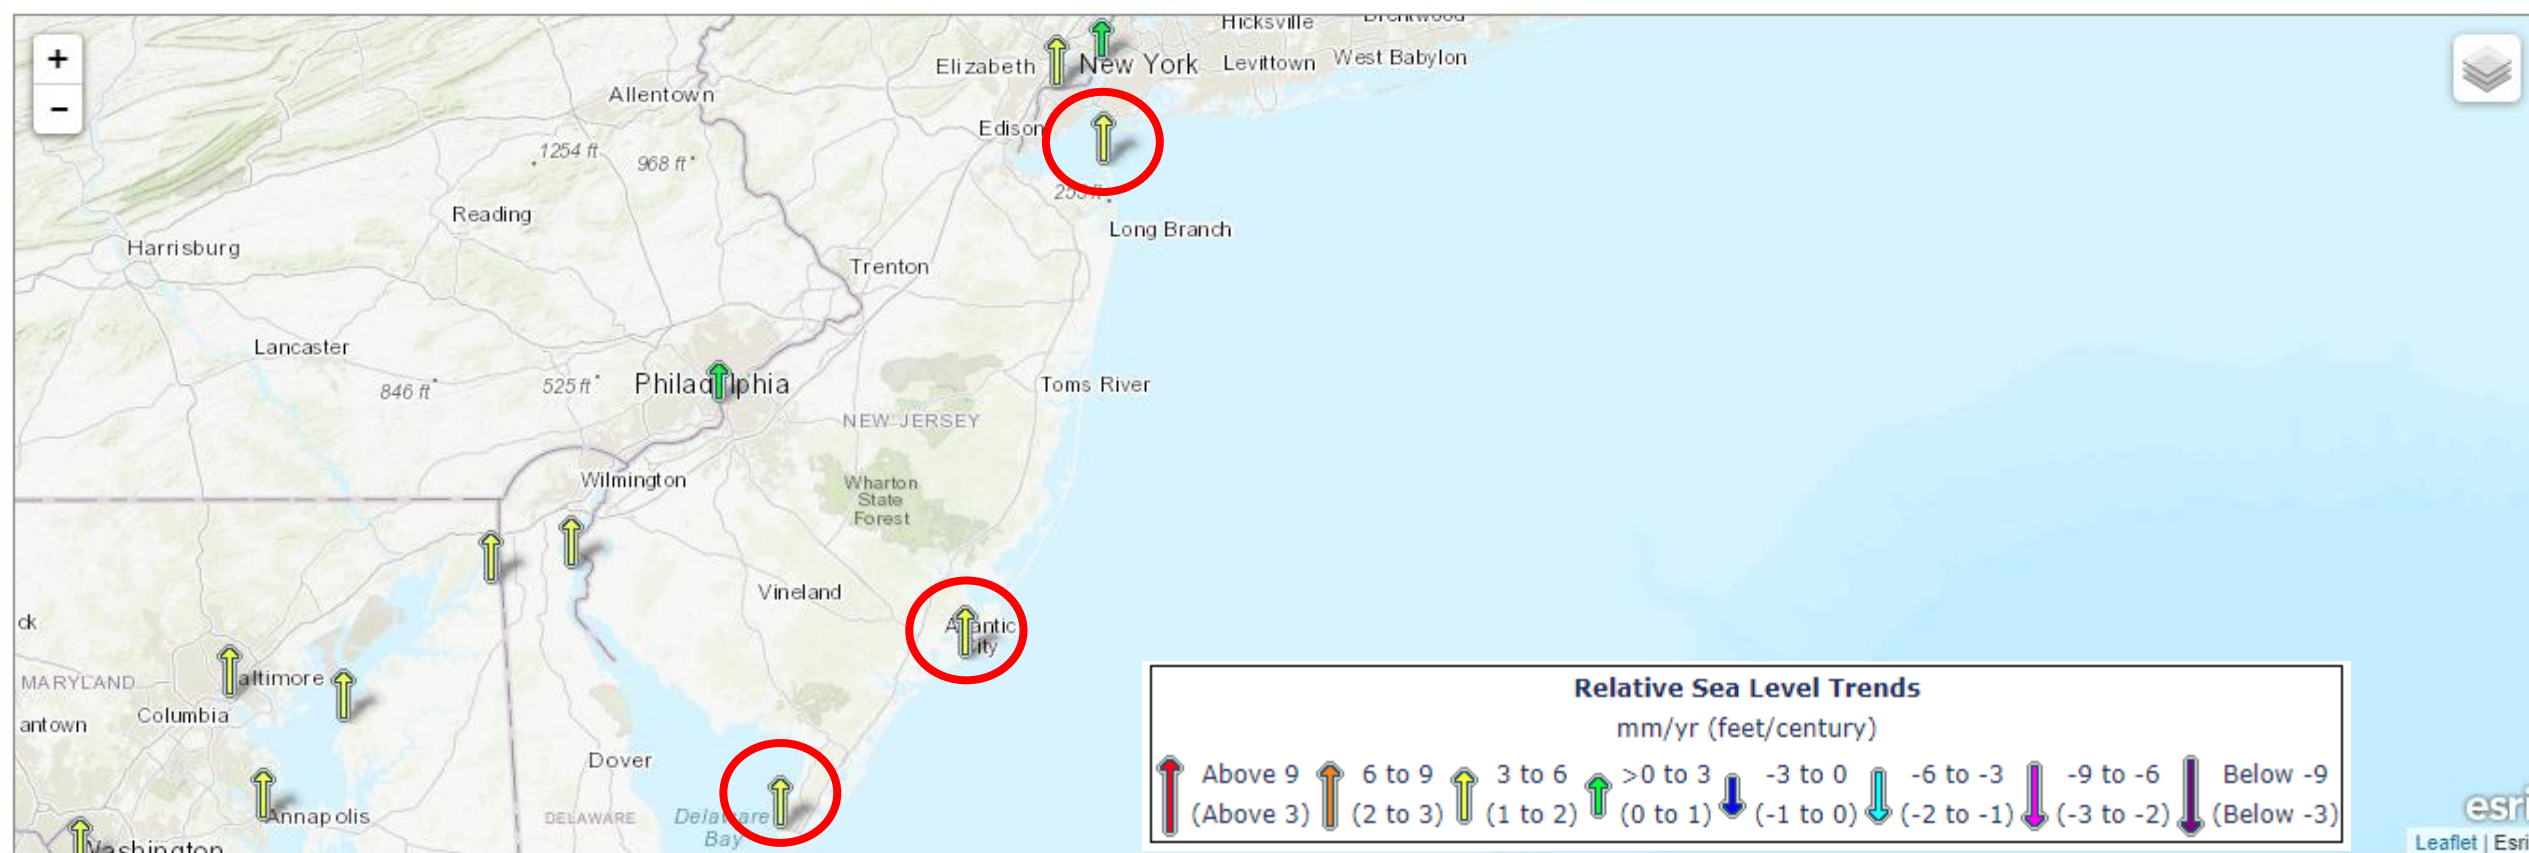 +
−
Hicksville
Brentwood
Elizabeth
New York
Levittown
West Babylon
Allentown
Edison
1254 ft
968 ft
Reading
Long Branch
Harrisburg
Trenton
Lancaster
846 ft
525 ft
Philadelphia
Toms River
NEW JERSEY
Wilmington
Wharton
State
Forest
Vineland
ck
Atlantic
City
MARYLAND
Baltimore
antown
Columbia
Dover
Annapolis
DELAWARE
Delaware
Bay
Washington
Relative Sea Level Trends
mm/yr (feet/century)
Above 9 6 to 9 3 to 6 >0 to 3 -3 to 0 -6 to -3 -9 to -6 Below -9
(Above 3) (2 to 3) (1 to 2) (0 to 1) (-1 to 0) (-2 to -1) (-3 to -2) (Below -3)
esri
Leaflet | Esri